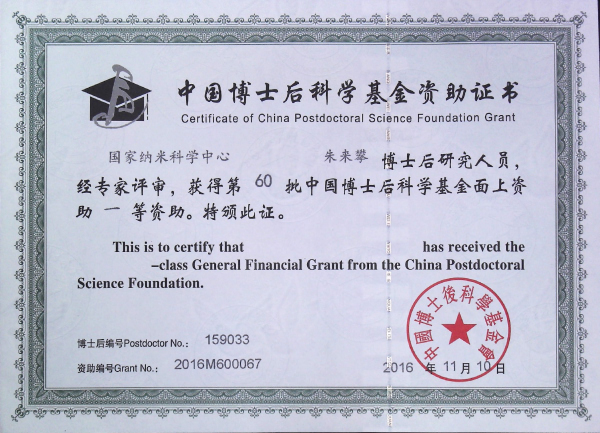 中国博士后科学基金资助证书
Certificate of China Postdoctoral Science Foundation Grant
国家纳米科学中心 朱来攀 博士后研究人员，
经专家评审，获得第 60 批中国博士后科学基金面上资
助 一 等资助。特颁此证。
This is to certify that has received the
–class General Financial Grant from the China Postdoctoral
Science Foundation.
博士后编号Postdoctor No.： 159033
资助编号Grant No.： 2016M600067
中國博士後科學基金會
2016 年 11 月 10 日